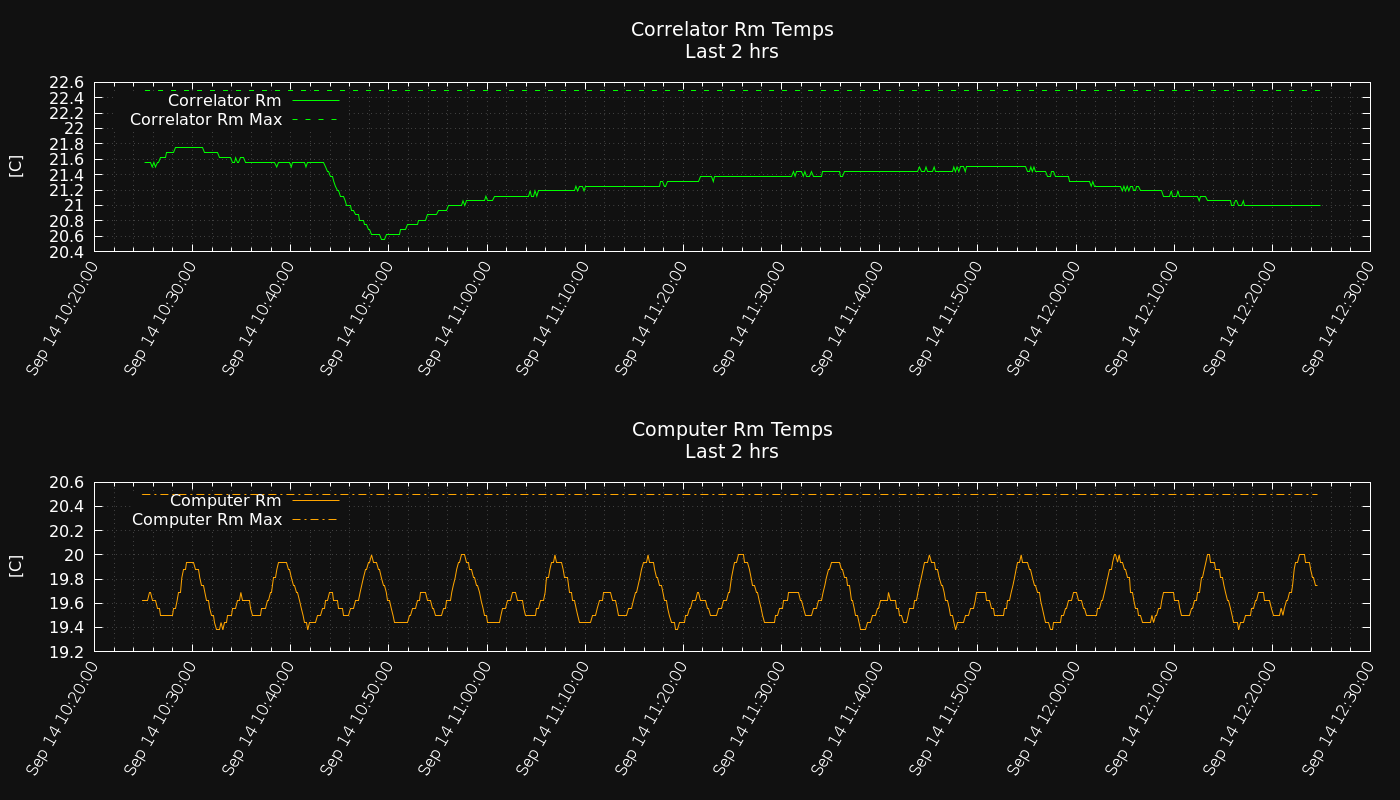 Correlator Rm Temps
Last 2 hrs
22.6
22.4
22.2
22
21.8
21.6
21.4
21.2
21
20.8
20.6
20.4
[C]
Correlator Rm
Correlator Rm Max
Sep 14 10:20:00
Sep 14 10:30:00
Sep 14 10:40:00
Sep 14 10:50:00
Sep 14 11:00:00
Sep 14 11:10:00
Sep 14 11:20:00
Sep 14 11:30:00
Sep 14 11:40:00
Sep 14 11:50:00
Sep 14 12:00:00
Sep 14 12:10:00
Sep 14 12:20:00
Sep 14 12:30:00
Computer Rm Temps
Last 2 hrs
20.6
20.4
20.2
20
19.8
19.6
19.4
19.2
[C]
Computer Rm
Computer Rm Max
Sep 14 10:20:00
Sep 14 10:30:00
Sep 14 10:40:00
Sep 14 10:50:00
Sep 14 11:00:00
Sep 14 11:10:00
Sep 14 11:20:00
Sep 14 11:30:00
Sep 14 11:40:00
Sep 14 11:50:00
Sep 14 12:00:00
Sep 14 12:10:00
Sep 14 12:20:00
Sep 14 12:30:00